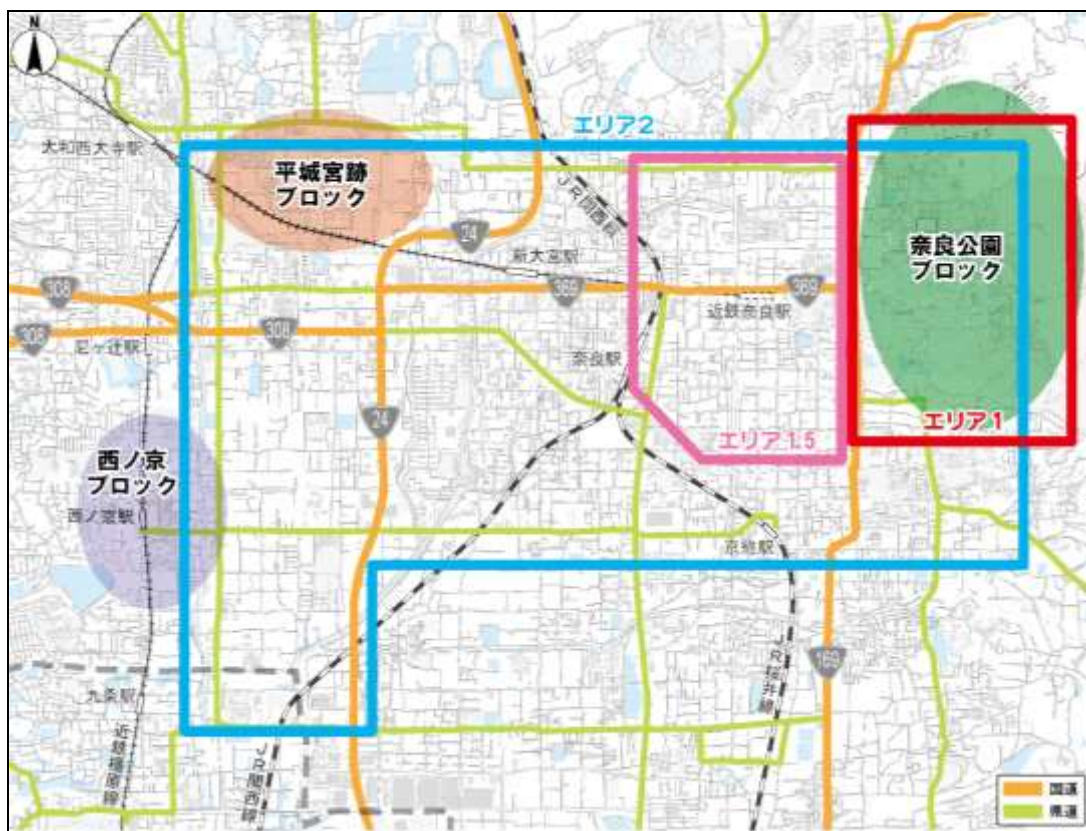 N
エリア2
大和西大寺駅
平城宮跡
ブロック
JR関西線
奈良公園
ブロック
24
新大宮駅
308
369
近鉄奈良駅
369
308
308
尼ヶ辻駅
奈良駅
24
エリア1
エリア1.5
西ノ京
ブロック
西ノ京駅
京終駅
JR桜井線
169
九条駅
近鉄橿原線
JR関西線
国道
県道